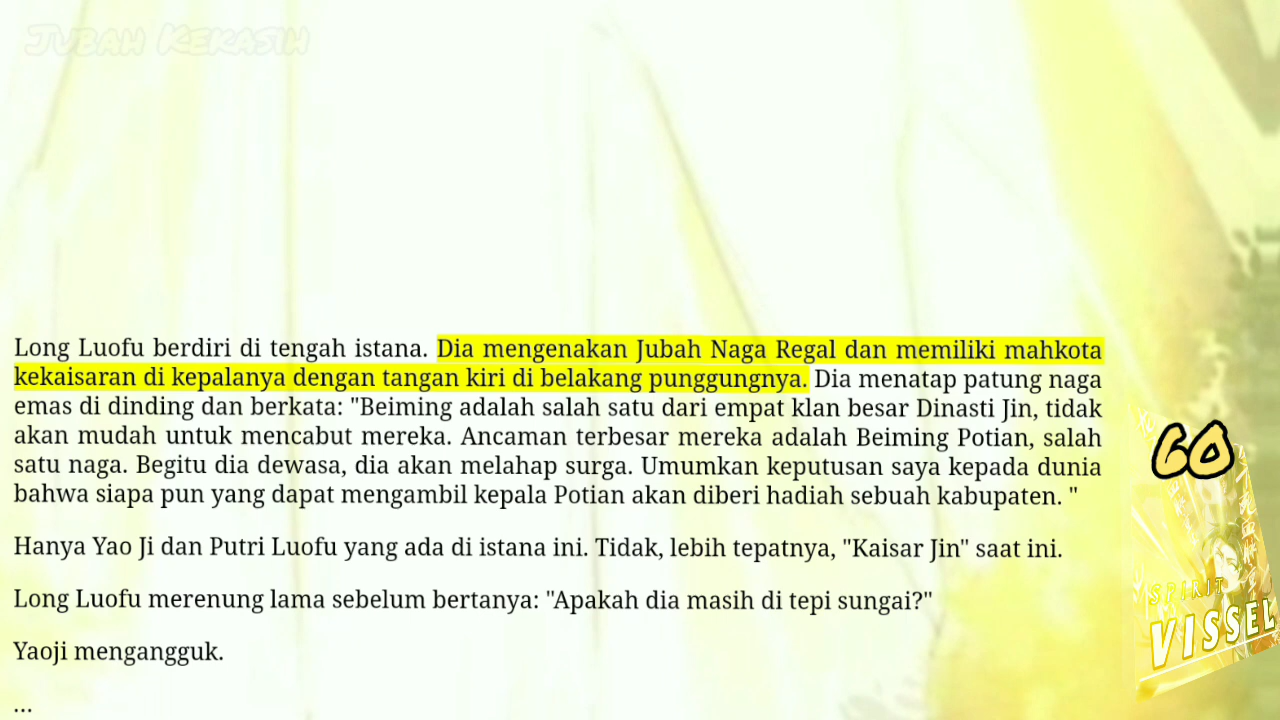 Jubah Kekasih
Long Luofu berdiri di tengah istana. Dia mengenakan Jubah Naga Regal dan memiliki mahkota
kekaisaran di kepalanya dengan tangan kiri di belakang punggungnya. Dia menatap patung naga
emas di dinding dan berkata: "Beiming adalah salah satu dari empat klan besar Dinasti Jin, tidak
akan mudah untuk mencabut mereka. Ancaman terbesar mereka adalah Beiming Potian, salah
satu naga. Begitu dia dewasa, dia akan melahap surga. Umumkan keputusan saya kepada dunia
bahwa siapa pun yang dapat mengambil kepala Potian akan diberi hadiah sebuah kabupaten. "
Hanya Yao Ji dan Putri Luofu yang ada di istana ini. Tidak, lebih tepatnya, "Kaisar Jin" saat ini.
Long Luofu merenung lama sebelum bertanya: "Apakah dia masih di tepi sungai?"
Yaoji mengangguk.
...
60
SPIRIT
VISSEL